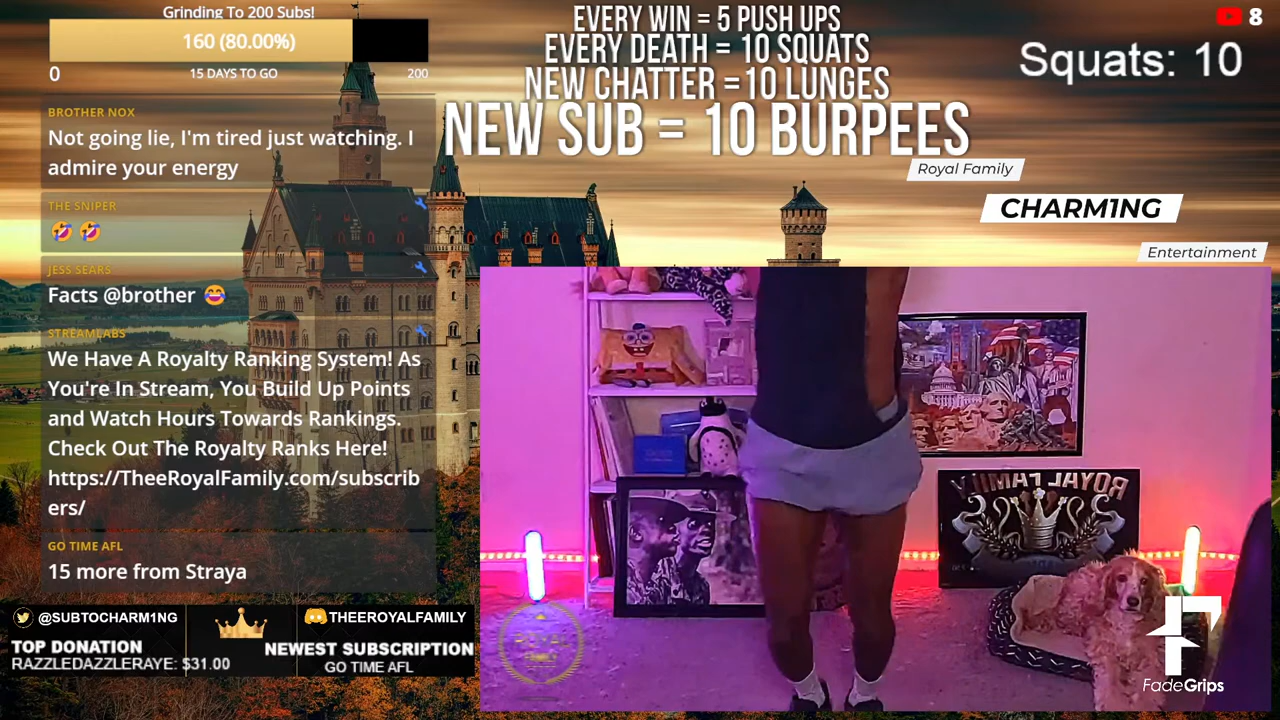 Grinding To 200 Subs!
160 (80.00%)
0
15 DAYS TO GO
200
EVERY WIN = 5 PUSH UPS
EVERY DEATH = 10 SQUATS
NEW CHATTER =10 LUNGES
NEW SUB = 10 BURPEES
8
Squats: 10
Royal Family
CHARM1NG
Entertainment
BROTHER NOX
Not going lie, I'm tired just watching. I
admire your energy
THE SNIPER
🤣 🤣
JESS SEARS
Facts @brother 😂
STREAMLABS
We Have A Royalty Ranking System! As
You're In Stream, You Build Up Points
and Watch Hours Towards Rankings.
Check Out The Royalty Ranks Here!
https://TheeRoyalFamily.com/subscrib
ers/
GO TIME AFL
15 more from Straya
@SUBTOCHARM1NG
THEEROYALFAMILY
TOP DONATION
RAZZLEDAZZLERAYE: $31.00
NEWEST SUBSCRIPTION
GO TIME AFL
ROYAL FAMILY
ROYAL
FAMILY
FadeGrips